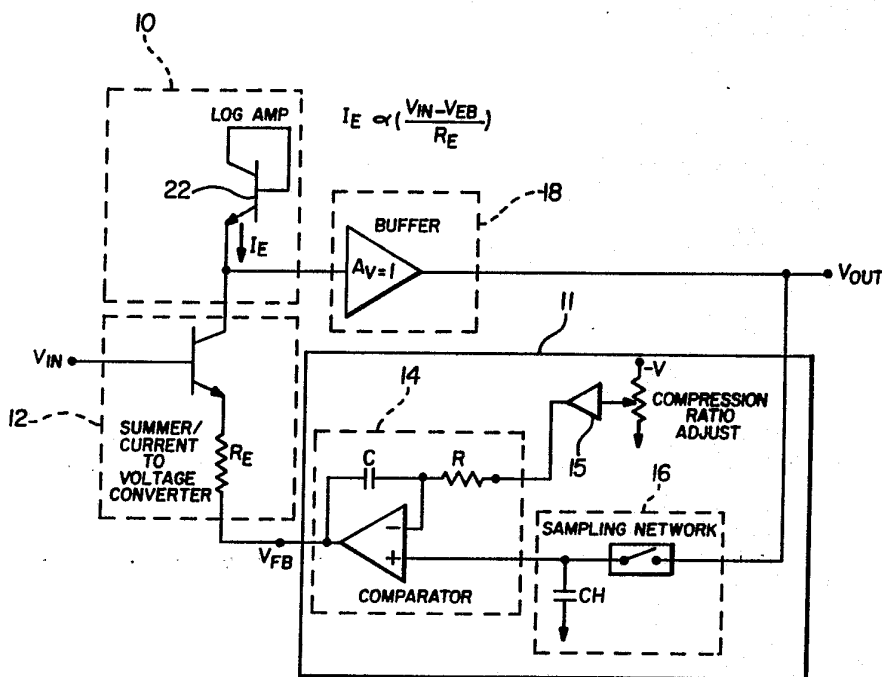 10
LOG AMP
I_E ∝ (V_IN-V_EB / R_E)
22
18
BUFFER
I_E
A_V=1
V_OUT
11
V_IN
-V
14
COMPRESSION
RATIO
ADJUST
12
SUMMER/
CURRENT
TO
VOLTAGE
CONVERTER
R_E
C
R
15
16
SAMPLING NETWORK
-
+
V_FB
CH
COMPARATOR